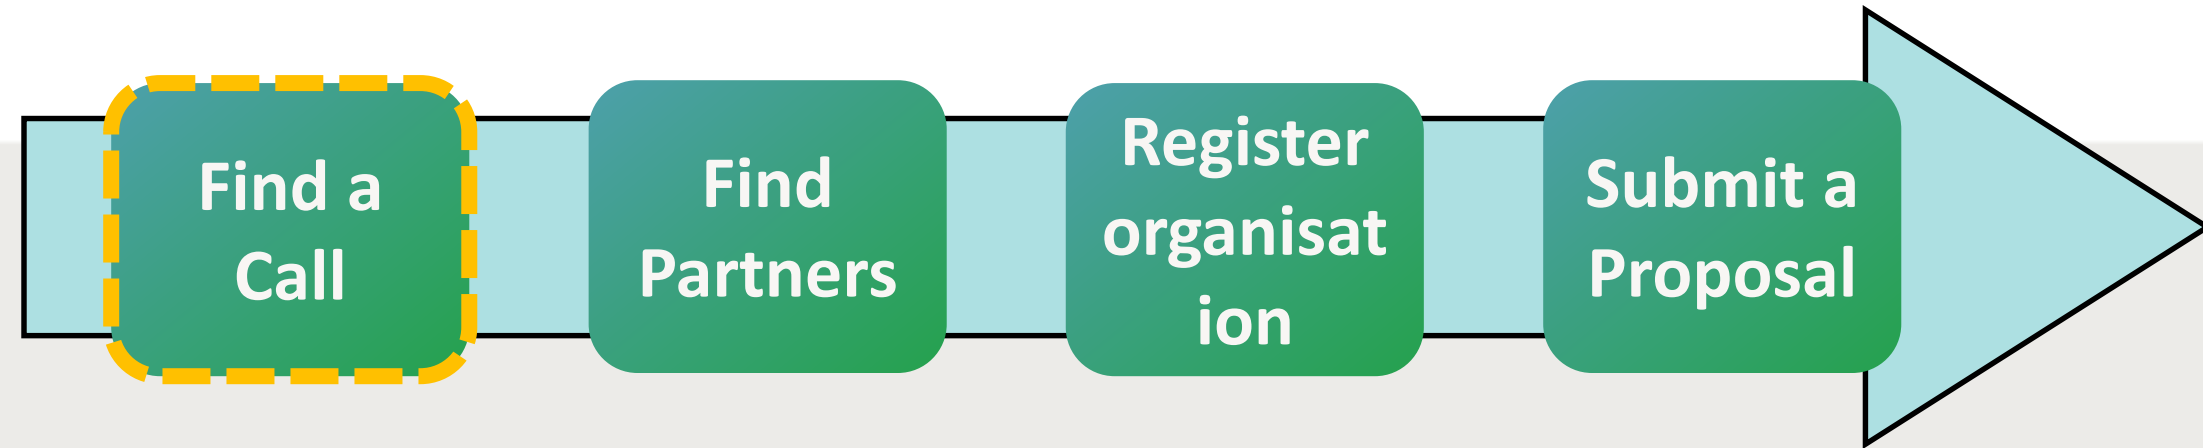 Find a
Call
Find
Partners
Register
organisat
ion
Submit a
Proposal